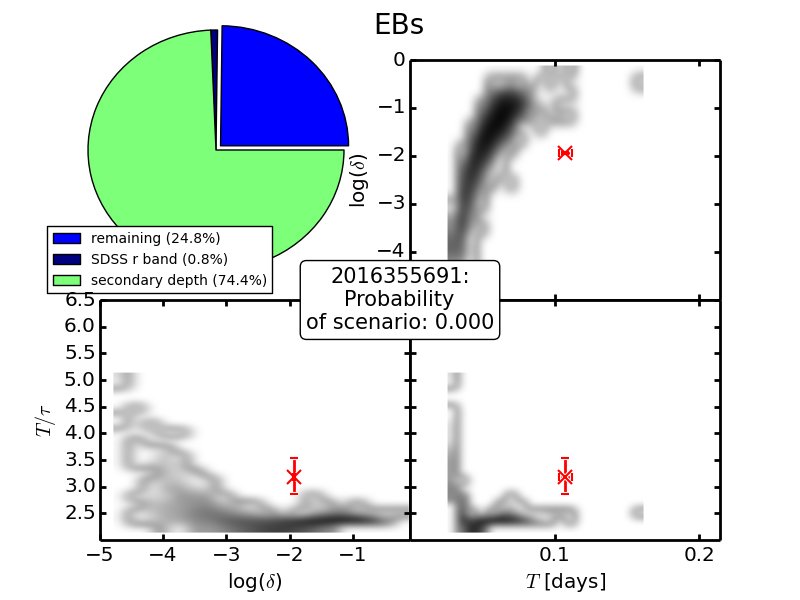 EBs
remaining (24.8%)
SDSS r band (0.8%)
secondary depth (74.4%)
0
−1
−2
−3
−4
log(δ)
2016355691:
Probability
of scenario: 0.000
6.5
6.0
5.5
5.0
4.5
4.0
3.5
3.0
2.5
T/τ
−5 −4 −3 −2 −1
log(δ)
0.1 0.2
T [days]